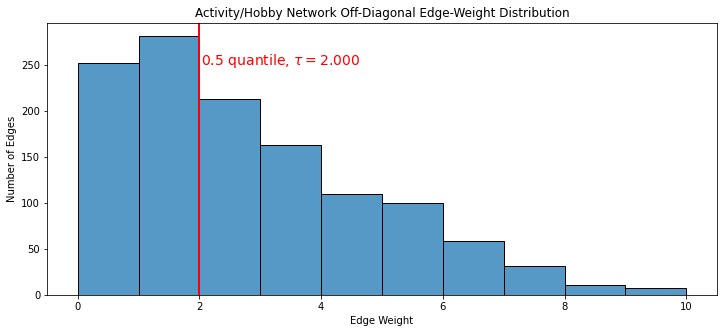 Activity/Hobby Network Off-Diagonal Edge-Weight Distribution
250
200
150
100
50
0
Number of Edges
0.5 quantile, τ = 2.000
0 2 4 6 8 10
Edge Weight